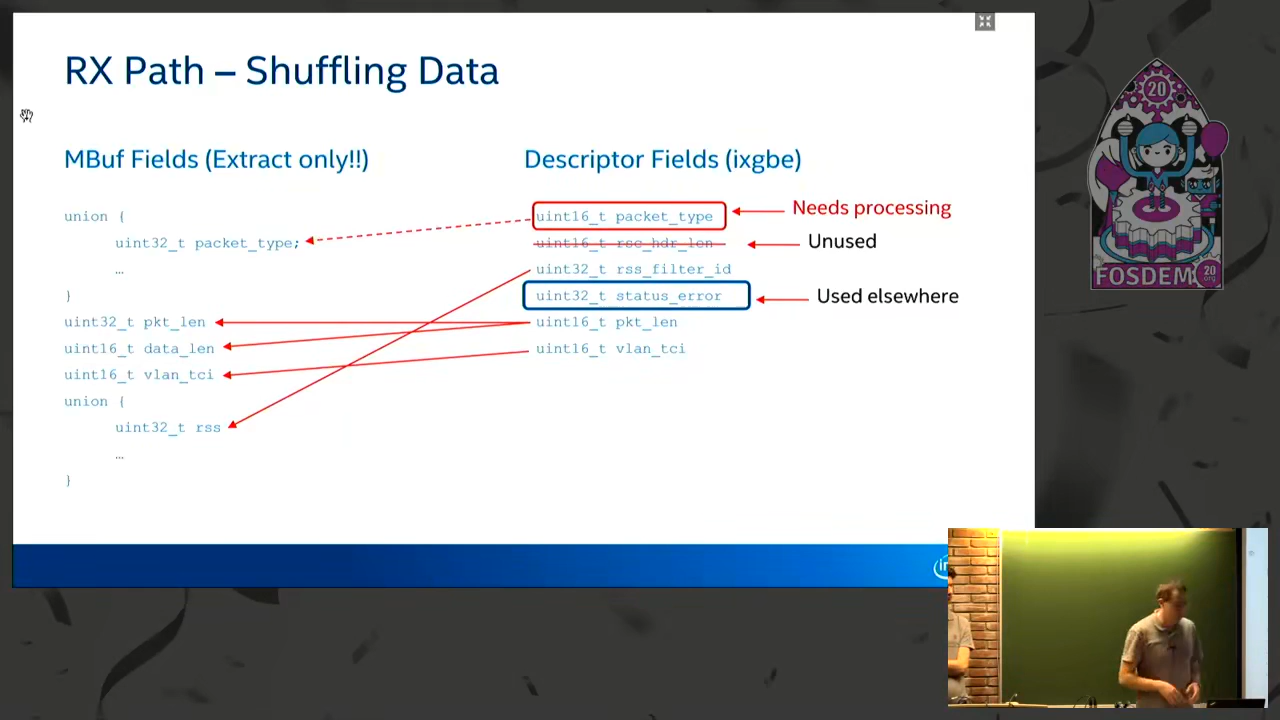 RX Path – Shuffling Data
MBuf Fields (Extract only!!)
union {
uint32_t packet_type;
…
}
uint32_t pkt_len
uint16_t data_len
uint16_t vlan_tci
union {
uint32_t rss
…
}
Descriptor Fields (ixgbe)
uint16_t packet_type
Needs processing
uint16_t rsc_hdr_len
Unused
uint32_t rss_filter_id
uint32_t status_error
Used elsewhere
uint16_t pkt_len
uint16_t vlan_tci
20
FOSDEM
20
.org